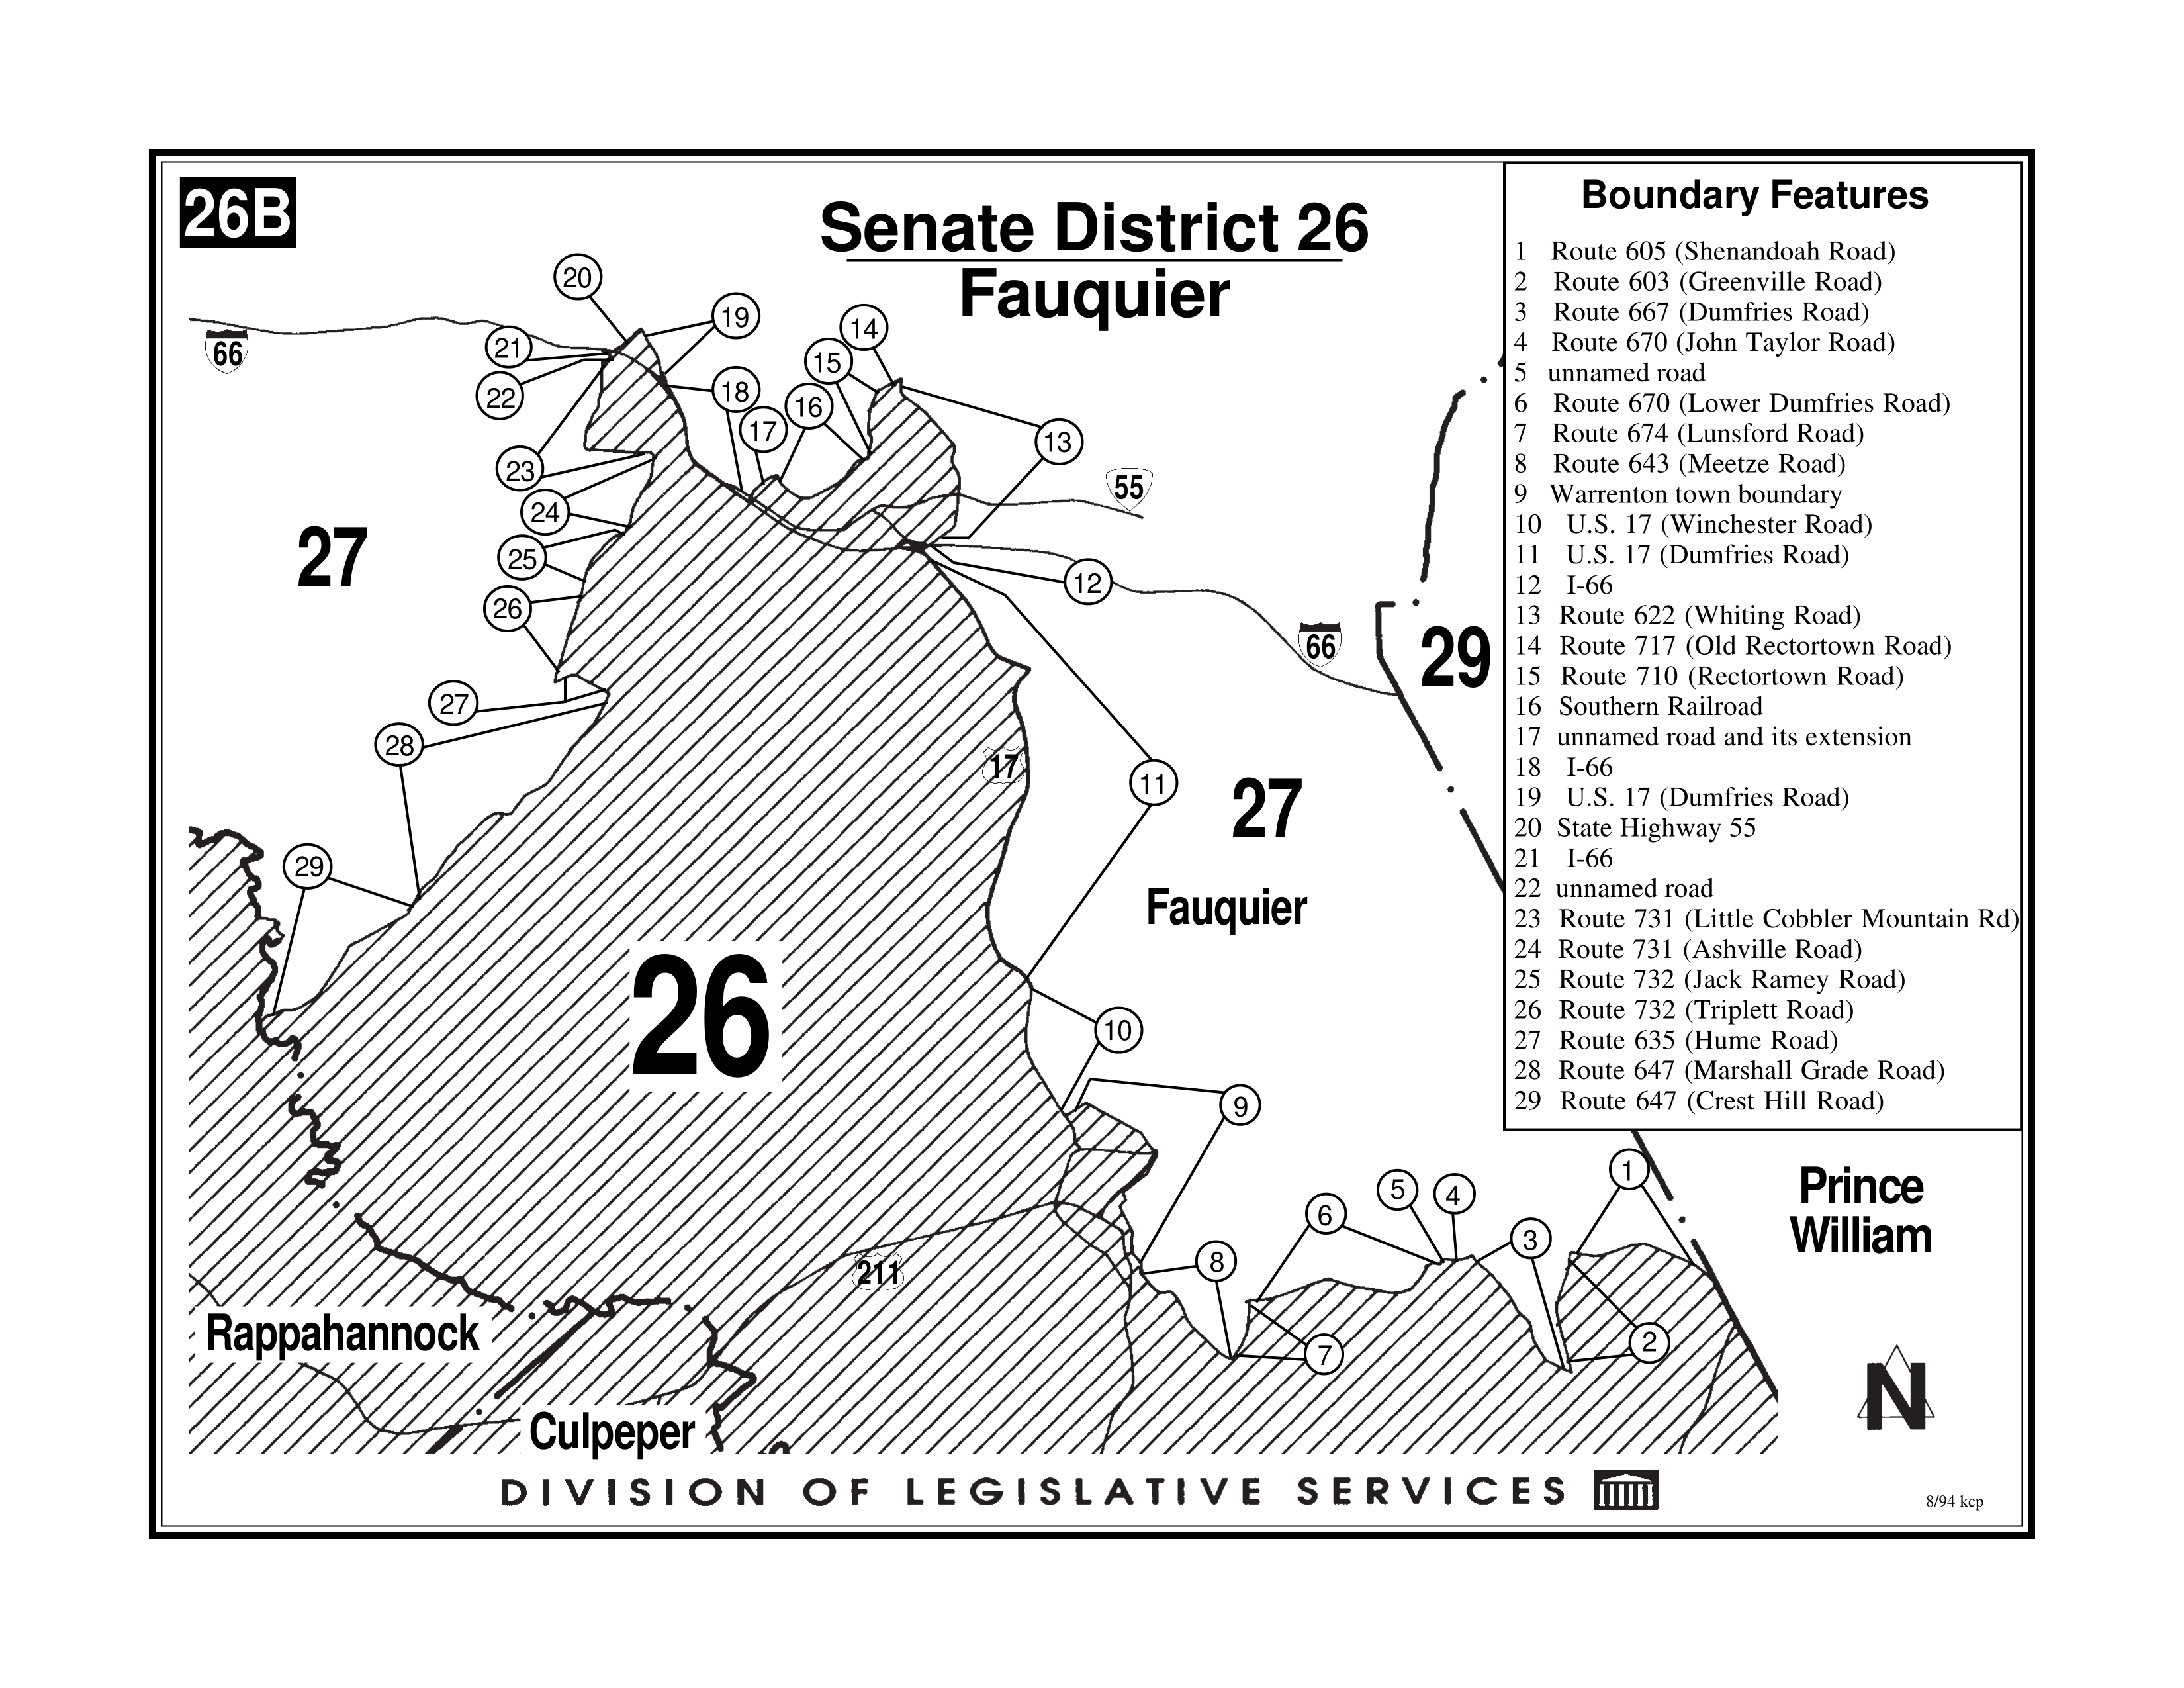 26B
Senate District 26
Fauquier
Boundary Features
1 Route 605 (Shenandoah Road)
2 Route 603 (Greenville Road)
3 Route 667 (Dumfries Road)
4 Route 670 (John Taylor Road)
5 unnamed road
6 Route 670 (Lower Dumfries Road)
7 Route 674 (Lunsford Road)
8 Route 643 (Meetze Road)
9 Warrenton town boundary
10 U.S. 17 (Winchester Road)
11 U.S. 17 (Dumfries Road)
12 I-66
13 Route 622 (Whiting Road)
14 Route 717 (Old Rectortown Road)
15 Route 710 (Rectortown Road)
16 Southern Railroad
17 unnamed road and its extension
18 I-66
19 U.S. 17 (Dumfries Road)
20 State Highway 55
21 I-66
22 unnamed road
23 Route 731 (Little Cobbler Mountain Rd)
24 Route 731 (Ashville Road)
25 Route 732 (Jack Ramey Road)
26 Route 732 (Triplett Road)
27 Route 635 (Hume Road)
28 Route 647 (Marshall Grade Road)
29 Route 647 (Crest Hill Road)
20
19
14
66
21
15
22
18
16
17
13
23
55
24
27
25
12
26
66
29
27
28
17
11
27
29
Fauquier
26
10
9
1
5
4
6
3
8
211
2
7
Prince
William
Rappahannock
Culpeper
N
DIVISION OF LEGISLATIVE SERVICES
8/94 kcp